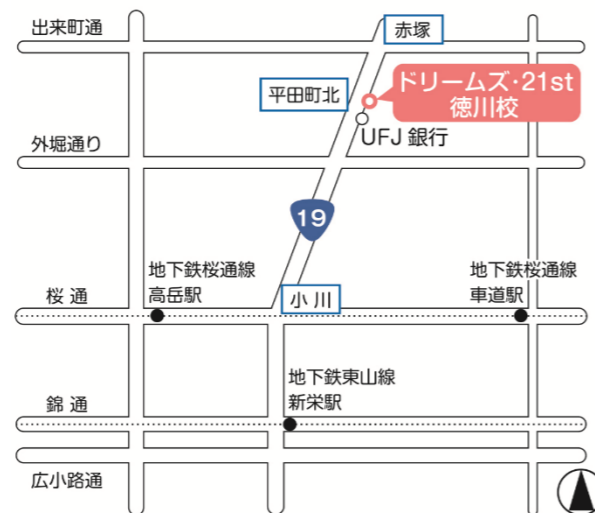 出来町通
赤塚
平田町北
ドリームズ・21st
徳川校
UFJ 銀行
外堀通り
19
地下鉄桜通線
高岳駅
地下鉄桜通線
車道駅
桜通
小川
地下鉄東山線
新栄駅
錦通
広小路通